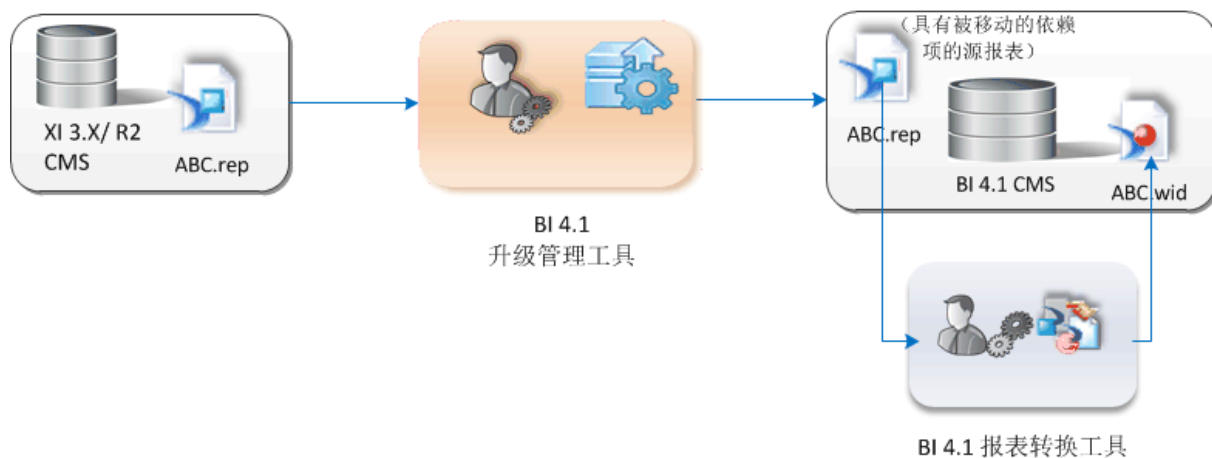 XI 3.X/ R2
CMS
ABC.rep
BI 4.1
升级管理工具
（具有被移动的依赖
项的源报表）
ABC.rep
BI 4.1 CMS
ABC.wid
BI 4.1 报表转换工具